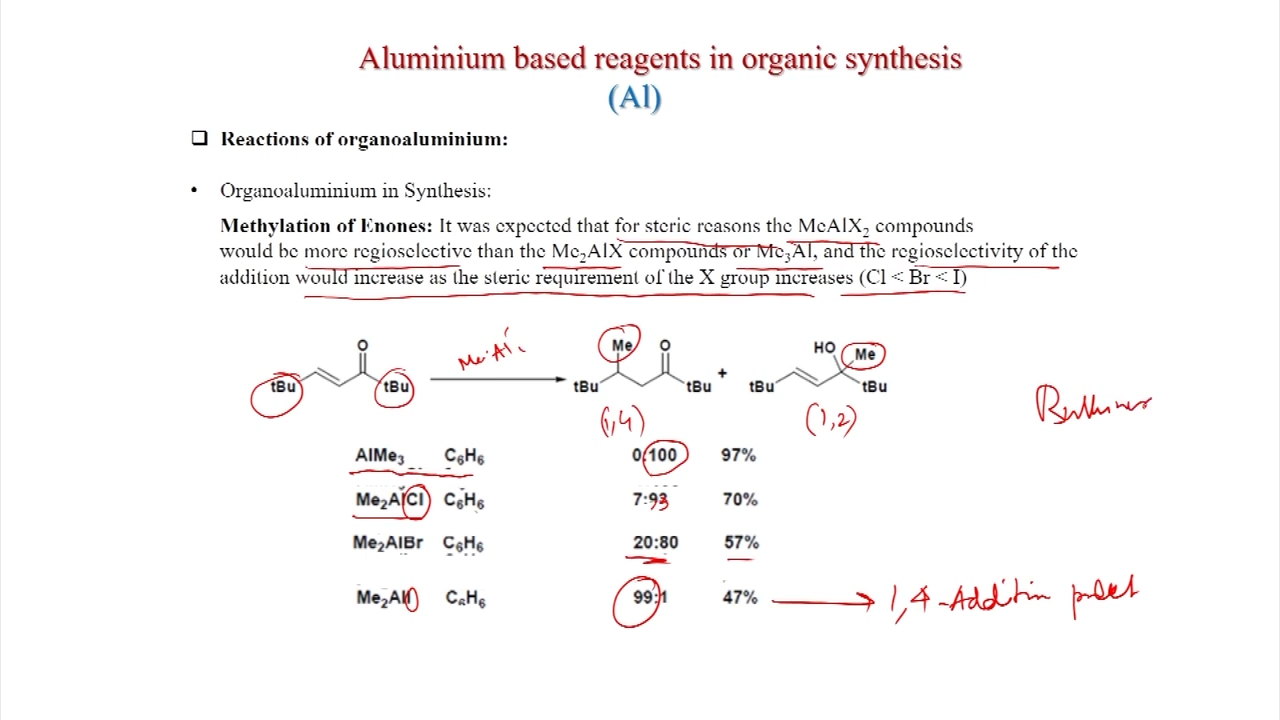 Aluminium based reagents in organic synthesis
(Al)
❑ Reactions of organoaluminium:
• Organoaluminium in Synthesis:
Methylation of Enones: It was expected that for steric reasons the MeAlX₂ compounds
would be more regioselective than the Me₂AlX compounds or Me₃Al, and the regioselectivity of the
addition would increase as the steric requirement of the X group increases (Cl < Br < I)
O
tBu tBu
Me O
tBu tBu
+
HO Me
tBu tBu
(1,4) (1,2)
AlMe₃ C₆H₆ 0:100 97%
Me₂AlCl C₆H₆ 7:93 70%
Me₂AlBr C₆H₆ 20:80 57%
Me₂AlI C₆H₆ 99:1 47% 1,4-Addition